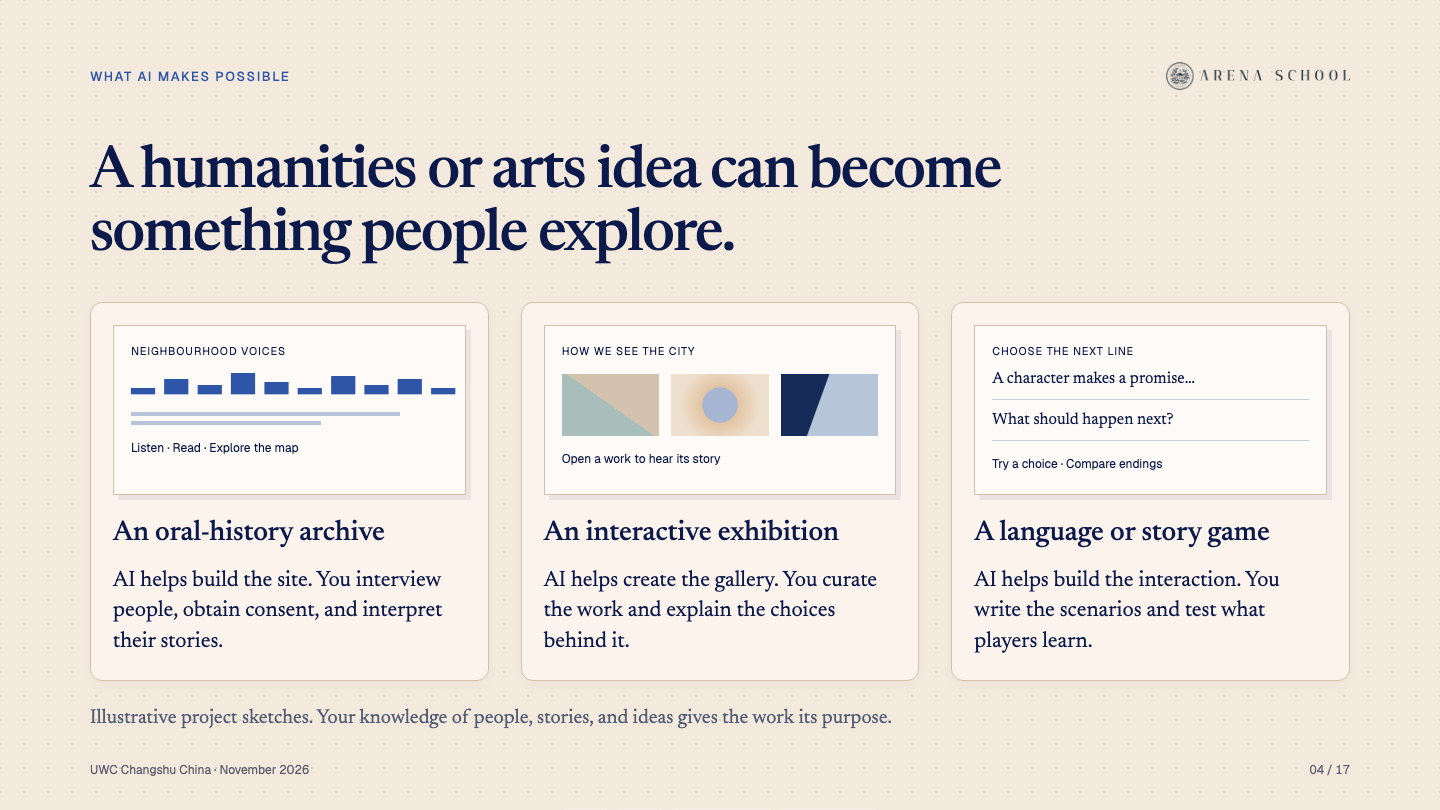 WHAT AI MAKES POSSIBLE
ARENA SCHOOL
A humanities or arts idea can become
something people explore.
NEIGHBOURHOOD VOICES
Listen · Read · Explore the map
An oral-history archive
AI helps build the site. You interview
people, obtain consent, and interpret
their stories.
HOW WE SEE THE CITY
Open a work to hear its story
An interactive exhibition
AI helps create the gallery. You curate
the work and explain the choices
behind it.
CHOOSE THE NEXT LINE
A character makes a promise…
What should happen next?
Try a choice · Compare endings
A language or story game
AI helps build the interaction. You
write the scenarios and test what
players learn.
Illustrative project sketches. Your knowledge of people, stories, and ideas gives the work its purpose.
UWC Changshu China · November 2026
04 / 17